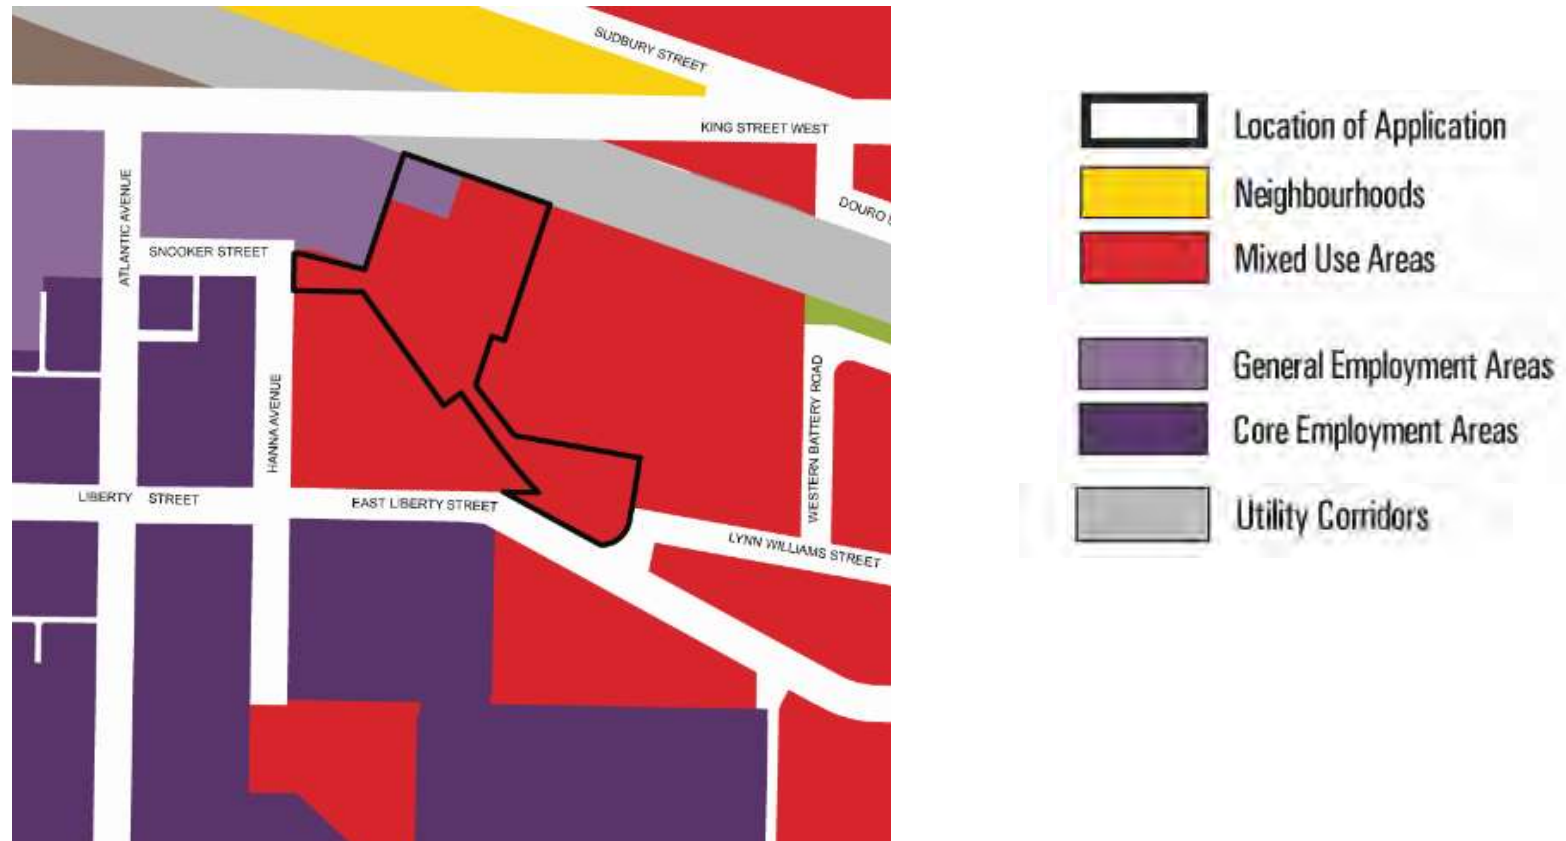 SUDBURY STREET
KING STREET WEST
ATLANTIC AVENUE
DOURO
SNOOKER STREET
HANNA AVENUE
WESTERN BATTERY ROAD
LIBERTY STREET
EAST LIBERTY STREET
LYNN WILLIAMS STREET
Location of Application
Neighbourhoods
Mixed Use Areas
General Employment Areas
Core Employment Areas
Utility Corridors